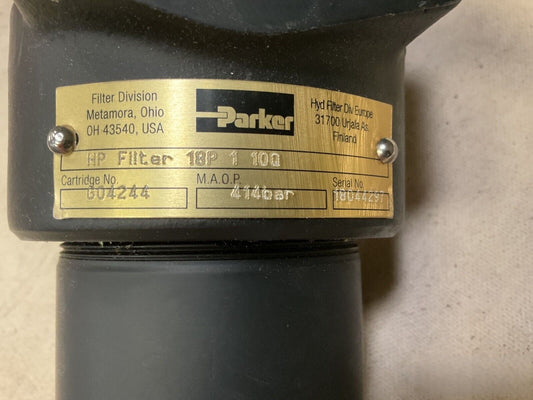 Filter Division
Metamora, Ohio
OH 43540, USA
Parker
Hyd Filter Div Europe
31700 Urjala As.
Finland
HP Filter 18P 1 10Q
Cartridge No.
G04244
M.A.O.P.
414bar
Serial No.